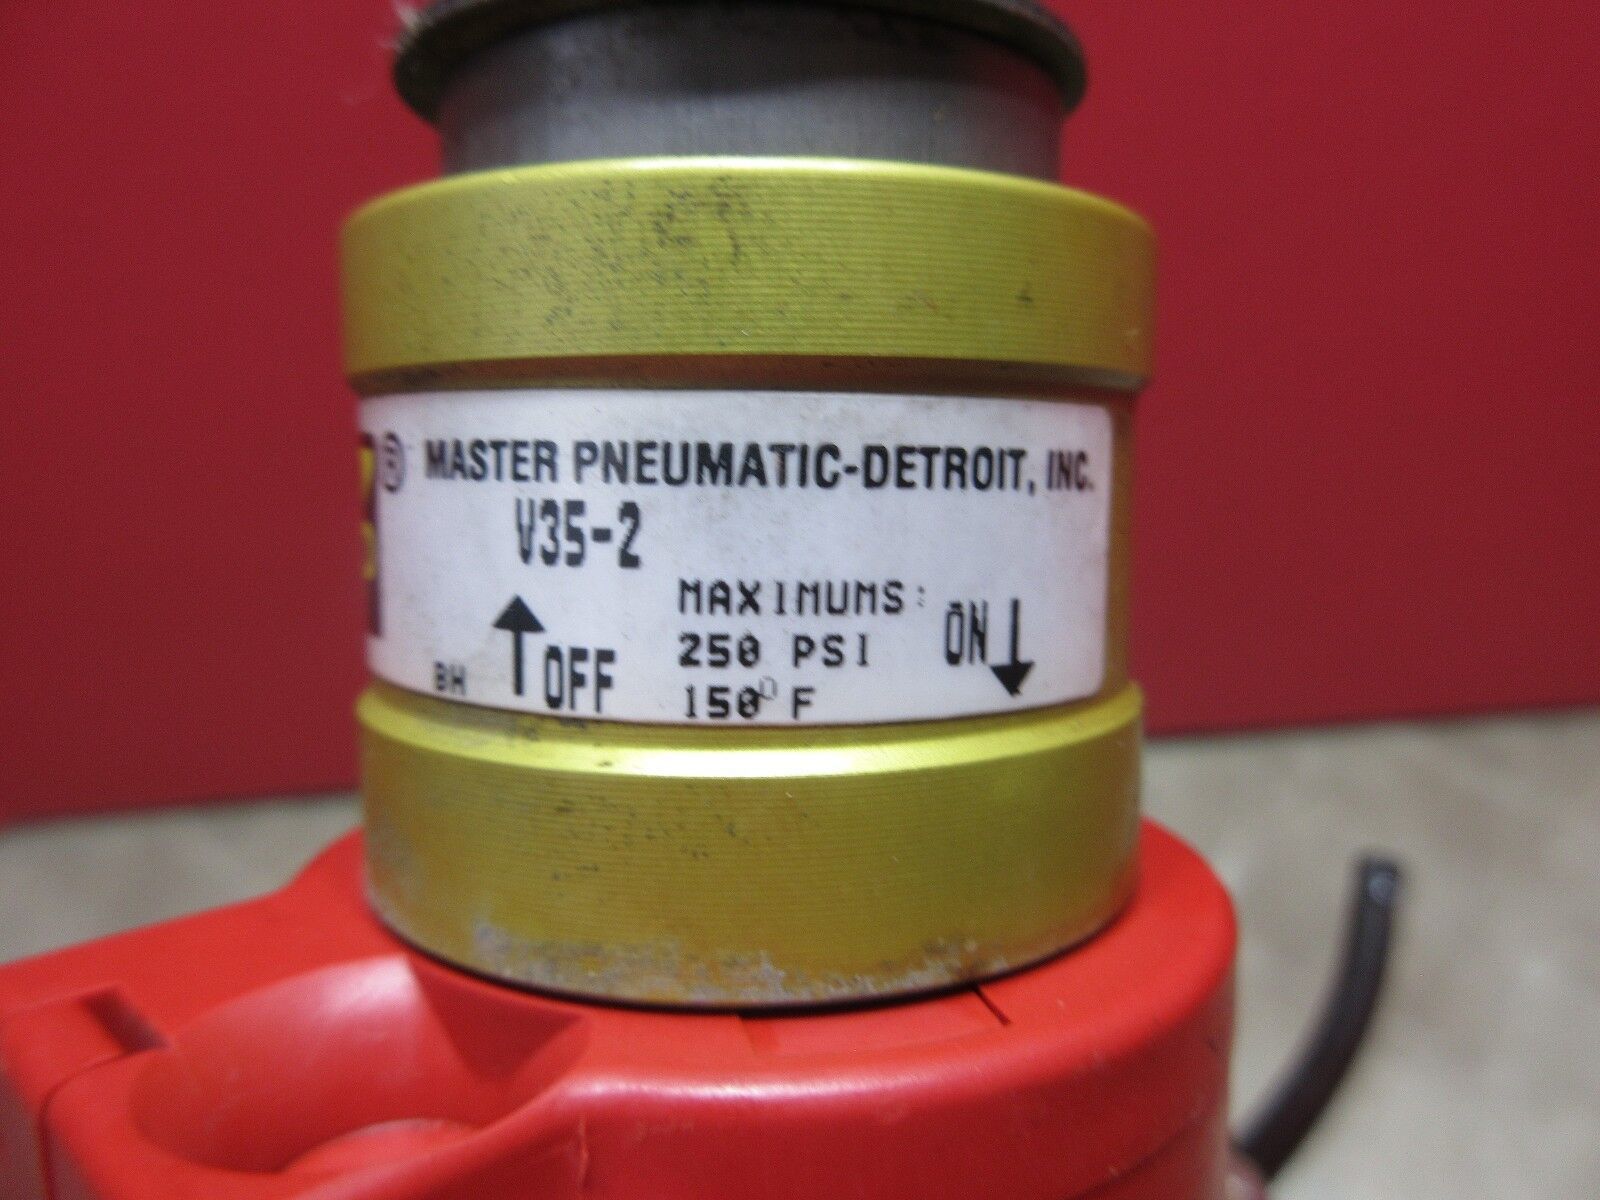 ® MASTER PNEUMATIC-DETROIT, INC.
V35-2
MAXIMUMS:
250 PSI
150° F
BH
OFF
ON